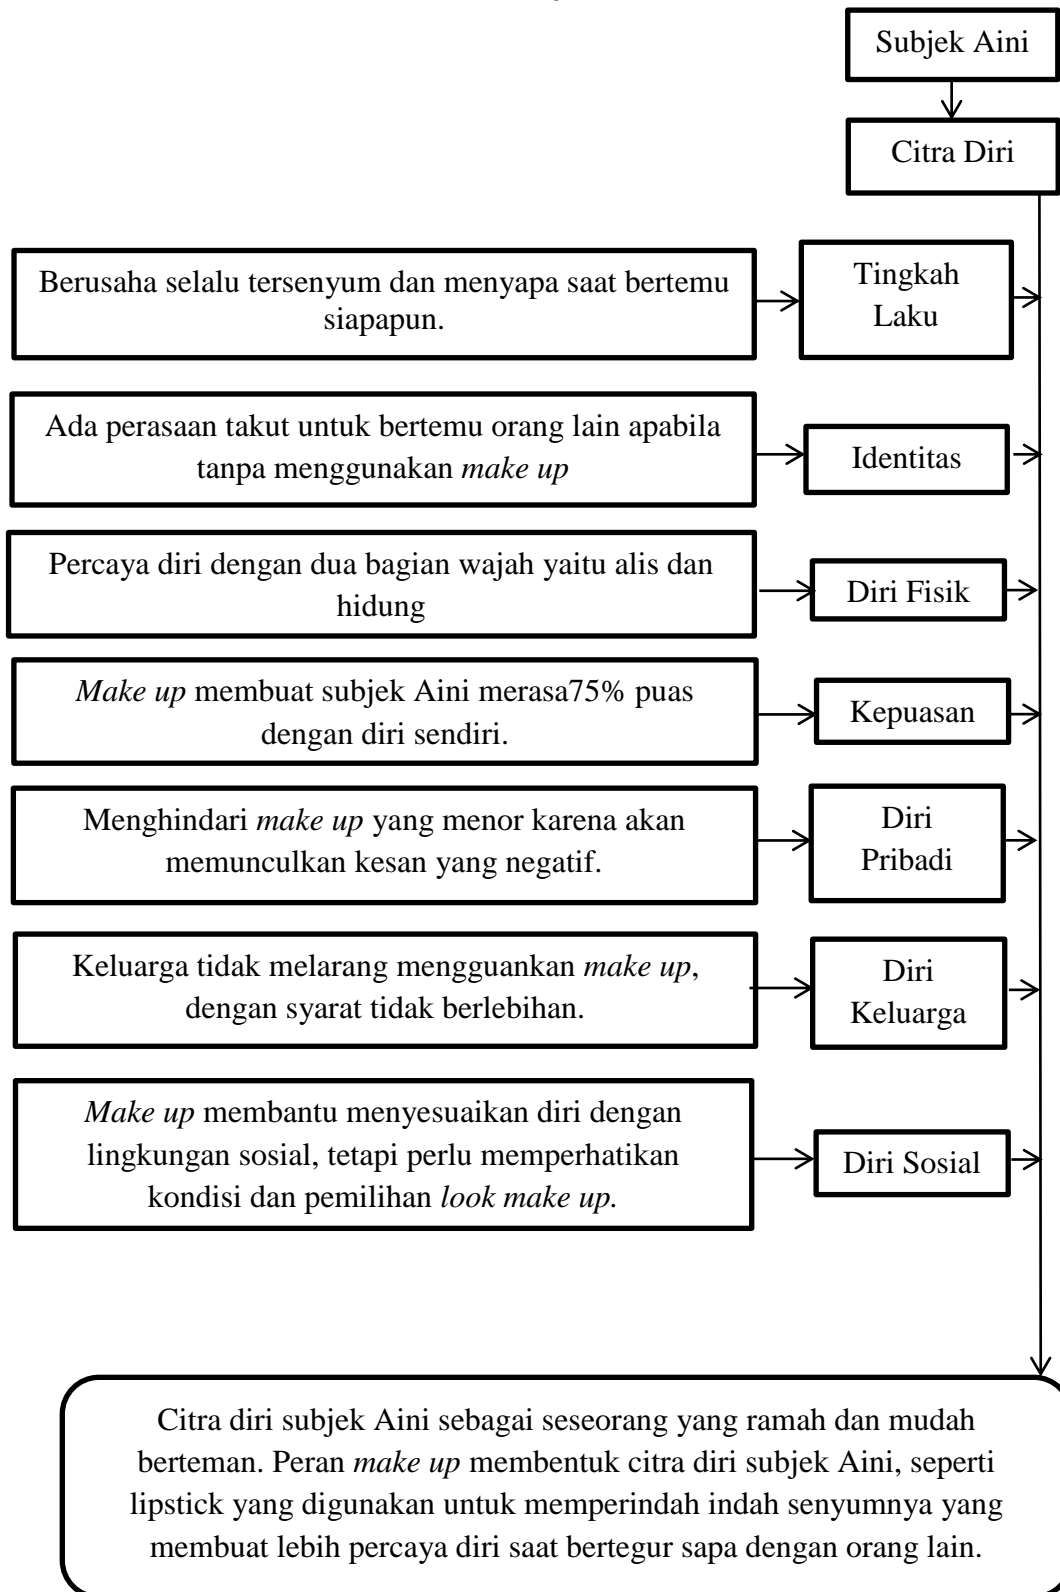 Subjek Aini
Citra Diri
Berusaha selalu tersenyum dan menyapa saat bertemu
siapapun.
Tingkah
Laku
Ada perasaan takut untuk bertemu orang lain apabila
tanpa menggunakan make up
Identitas
Percaya diri dengan dua bagian wajah yaitu alis dan
hidung
Diri Fisik
Make up membuat subjek Aini merasa75% puas
dengan diri sendiri.
Kepuasan
Menghindari make up yang menor karena akan
memunculkan kesan yang negatif.
Diri
Pribadi
Keluarga tidak melarang mengguankan make up,
dengan syarat tidak berlebihan.
Diri
Keluarga
Make up membantu menyesuaikan diri dengan
lingkungan sosial, tetapi perlu memperhatikan
kondisi dan pemilihan look make up.
Diri Sosial
Citra diri subjek Aini sebagai seseorang yang ramah dan mudah
berteman. Peran make up membentuk citra diri subjek Aini, seperti
lipstick yang digunakan untuk memperindah indah senyumnya yang
membuat lebih percaya diri saat bertegur sapa dengan orang lain.